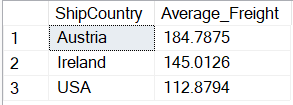 ShipCountry Average_Freight
1 Austria 184.7875
2 Ireland 145.0126
3 USA 112.8794